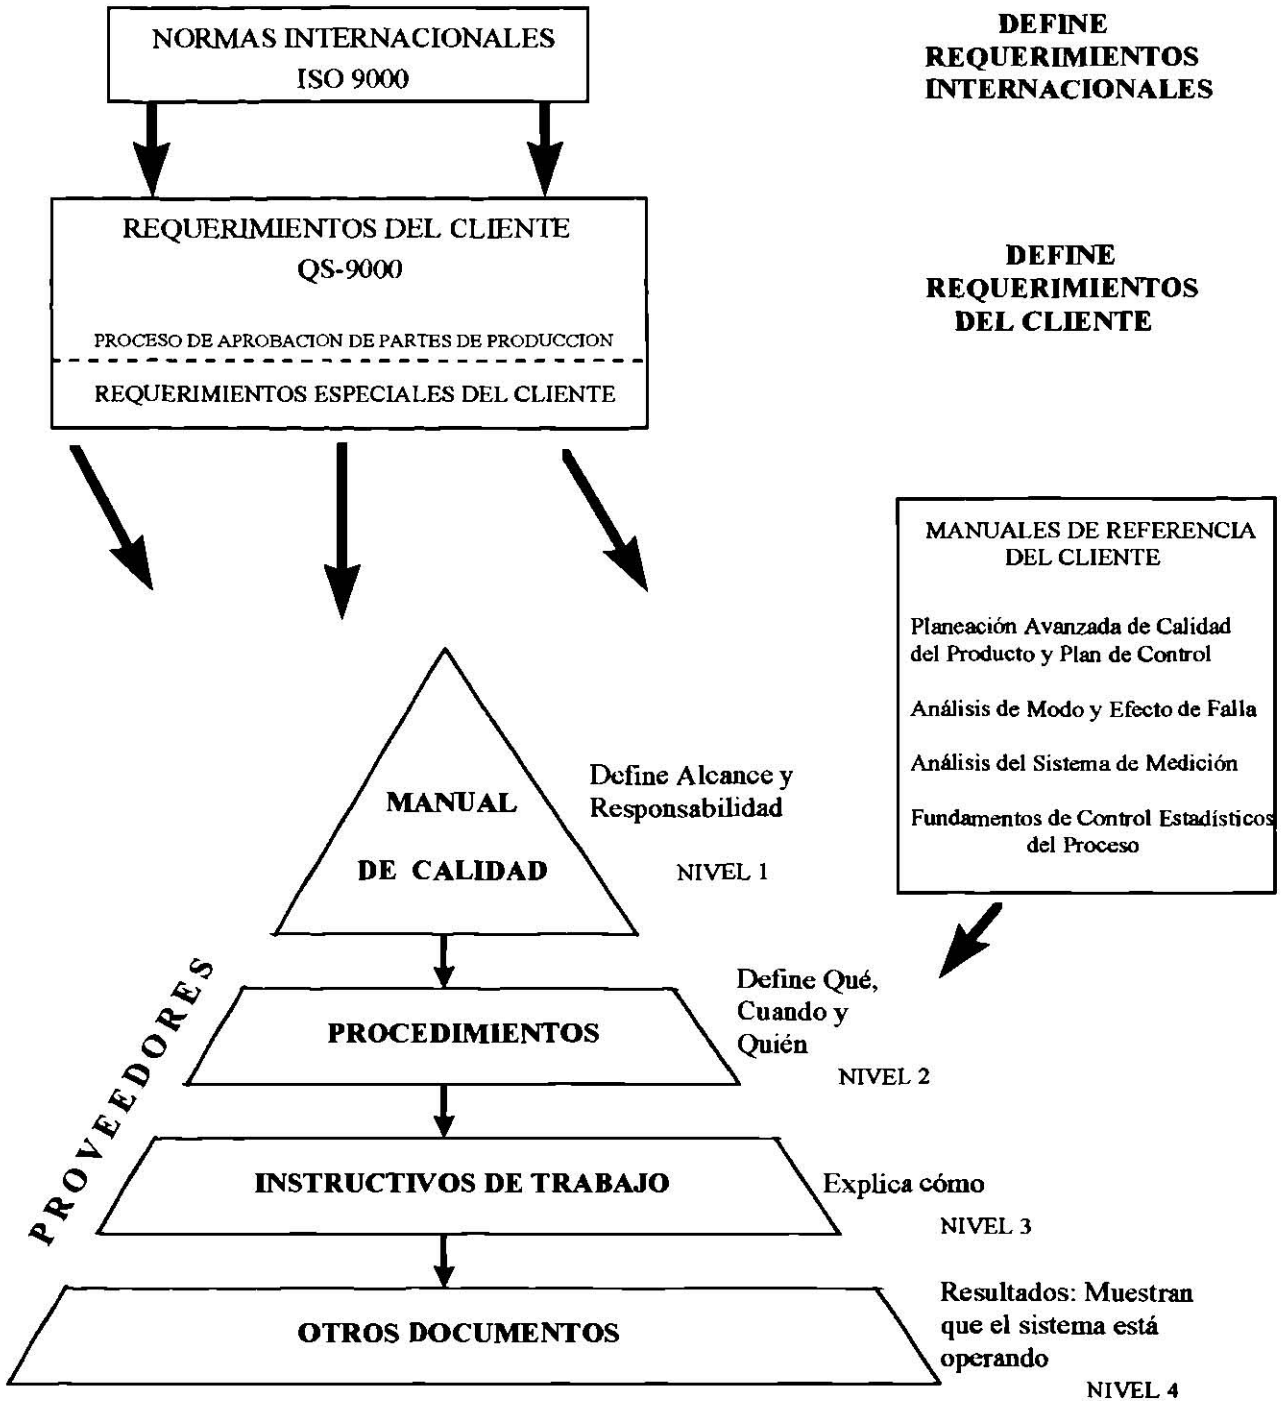 NORMAS INTERNACIONALES
ISO 9000
DEFINE
REQUERIMIENTOS
INTERNACIONALES
REQUERIMIENTOS DEL CLIENTE
QS-9000
PROCESO DE APROBACION DE PARTES DE PRODUCCION
REQUERIMIENTOS ESPECIALES DEL CLIENTE
DEFINE
REQUERIMIENTOS
DEL CLIENTE
MANUALES DE REFERENCIA
DEL CLIENTE
Planeación Avanzada de Calidad
del Producto y Plan de Control
Análisis de Modo y Efecto de Falla
Análisis del Sistema de Medición
Fundamentos de Control Estadísticos
del Proceso
MANUAL
DE CALIDAD
Define Alcance y
Responsabilidad
NIVEL 1
PROVEEDORES
PROCEDIMIENTOS
Define Qué,
Cuando y
Quién
NIVEL 2
INSTRUCTIVOS DE TRABAJO
Explica cómo
NIVEL 3
OTROS DOCUMENTOS
Resultados: Muestran
que el sistema está
operando
NIVEL 4